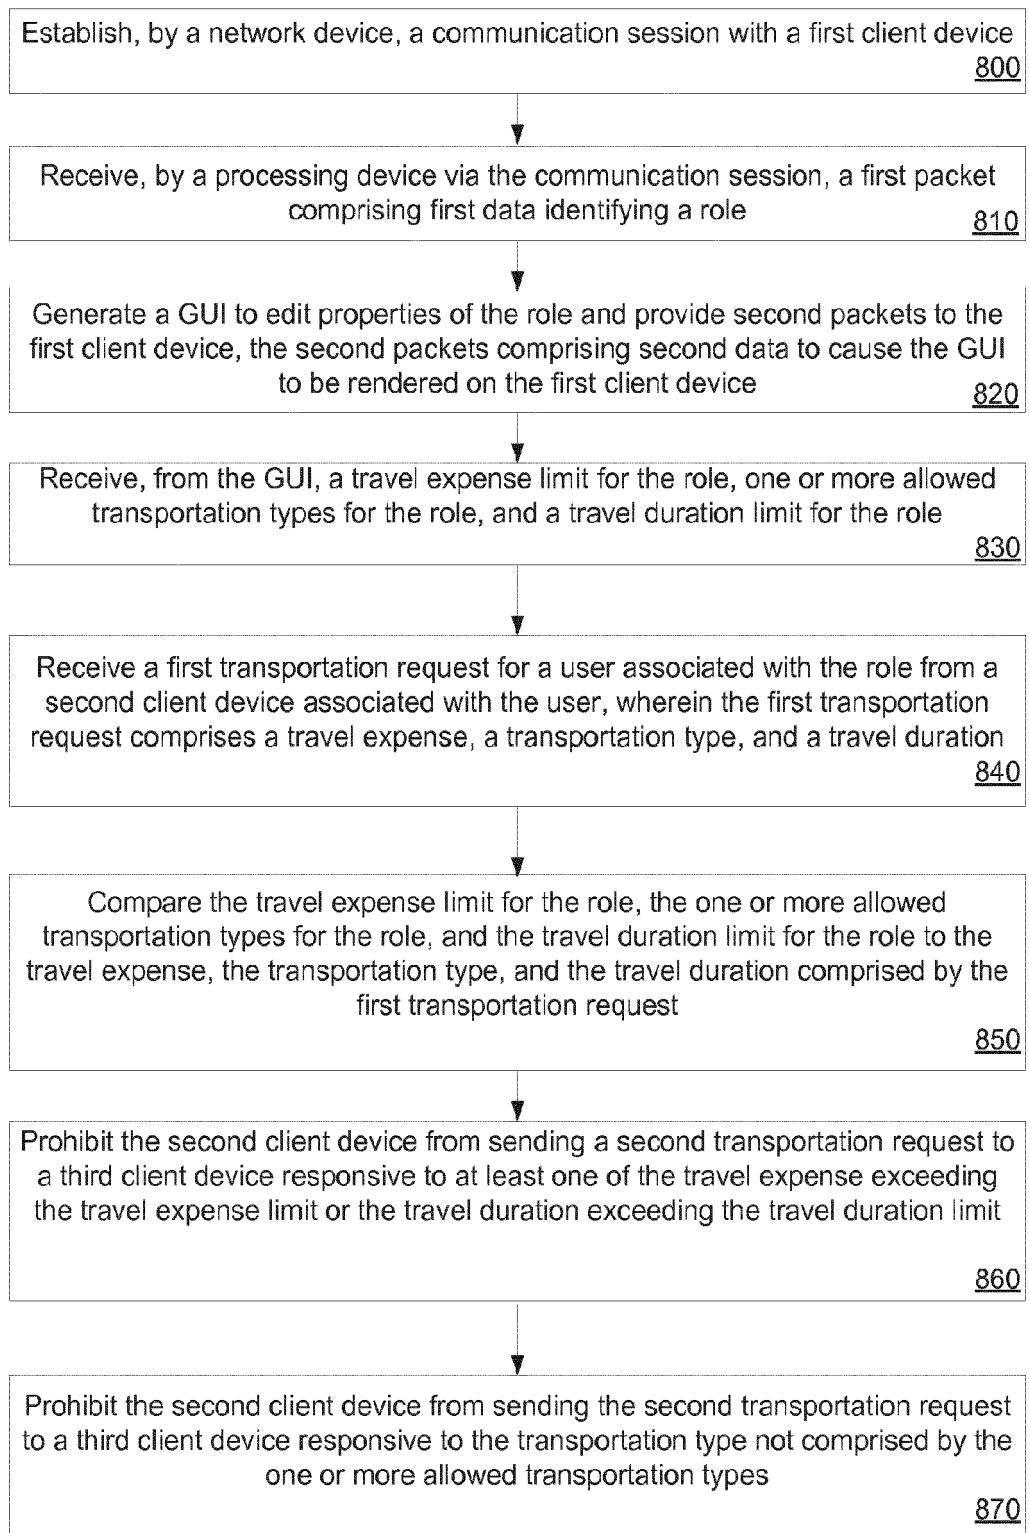 Establish, by a network device, a communication session with a first client device
800
Receive, by a processing device via the communication session, a first packet
comprising first data identifying a role
810
Generate a GUI to edit properties of the role and provide second packets to the
first client device, the second packets comprising second data to cause the GUI
to be rendered on the first client device
820
Receive, from the GUI, a travel expense limit for the role, one or more allowed
transportation types for the role, and a travel duration limit for the role
830
Receive a first transportation request for a user associated with the role from a
second client device associated with the user, wherein the first transportation
request comprises a travel expense, a transportation type, and a travel duration
840
Compare the travel expense limit for the role, the one or more allowed
transportation types for the role, and the travel duration limit for the role to the
travel expense, the transportation type, and the travel duration comprised by the
first transportation request
850
Prohibit the second client device from sending a second transportation request to
a third client device responsive to at least one of the travel expense exceeding
the travel expense limit or the travel duration exceeding the travel duration limit
860
Prohibit the second client device from sending the second transportation request
to a third client device responsive to the transportation type not comprised by the
one or more allowed transportation types
870